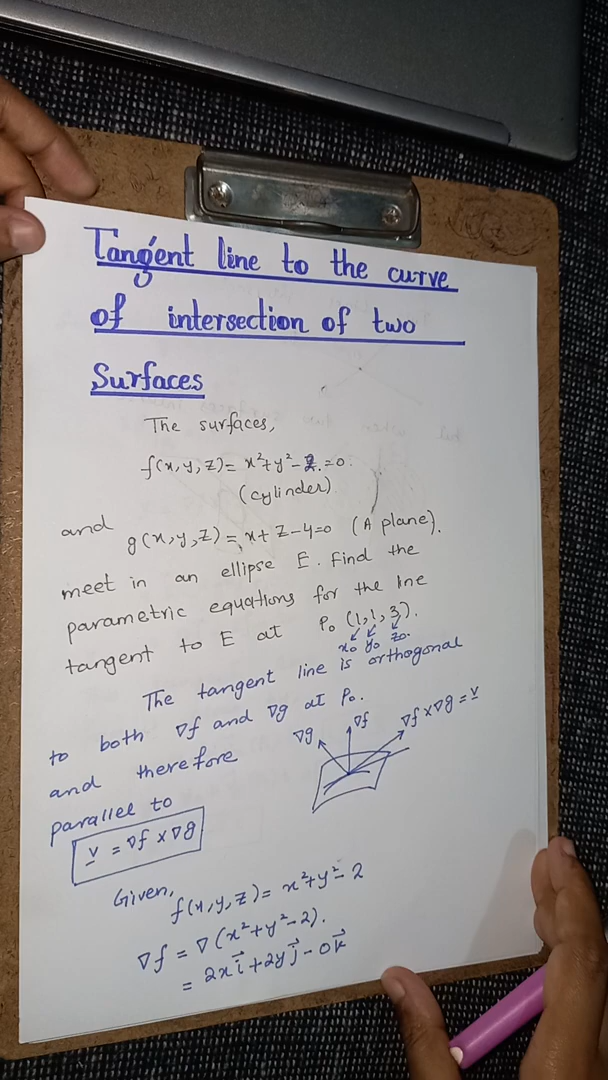 Tangent line to the curve
of intersection of two
Surfaces
The surfaces,
f(x,y,z)= x²+y²-2=0.
(cylinder)
and
g(x,y,z)= x+z-4=0 (A plane).
meet in an ellipse E. Find the
parametric equations for the line
tangent to E at P₀ (1,1,3).
x₀ y₀ z₀.
The tangent line is orthogonal
to both ∇f and ∇g at P₀.
and therefore
parallel to
v = ∇f × ∇g
∇g ∇f ∇f × ∇g = v
Given,
f(x,y,z)= x²+y²-2
∇f = ∇(x²+y²-2).
= 2x i⃗ + 2y j⃗ - 0k⃗